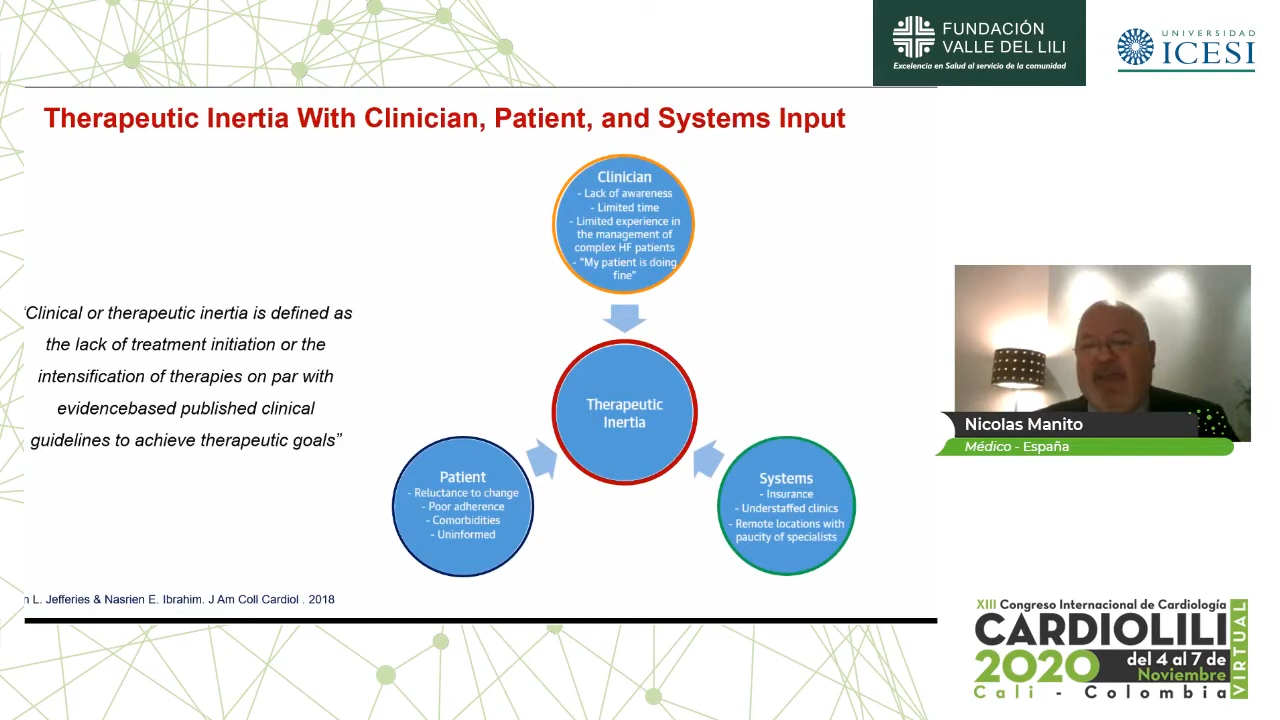 FUNDACIÓN
VALLE DEL LILI
Excelencia en Salud al servicio de la comunidad
UNIVERSIDAD
ICESI
Therapeutic Inertia With Clinician, Patient, and Systems Input
Clinician
- Lack of awareness
- Limited time
- Limited experience in
the management of
complex HF patients
- "My patient is doing
fine"
'Clinical or therapeutic inertia is defined as
the lack of treatment initiation or the
intensification of therapies on par with
evidencebased published clinical
guidelines to achieve therapeutic goals"
Therapeutic
Inertia
Patient
- Reluctance to change
- Poor adherence
- Comorbidities
- Uninformed
Systems
- Insurance
- Understaffed clinics
- Remote locations with
paucity of specialists
L. Jefferies & Nasrien E. Ibrahim. J Am Coll Cardiol . 2018
Nicolas Manito
Médico - España
XIII Congreso Internacional de Cardiología
CARDIOLILI
2020 del 4 al 7 de
Noviembre
Cali - Colombia
VIRTUAL